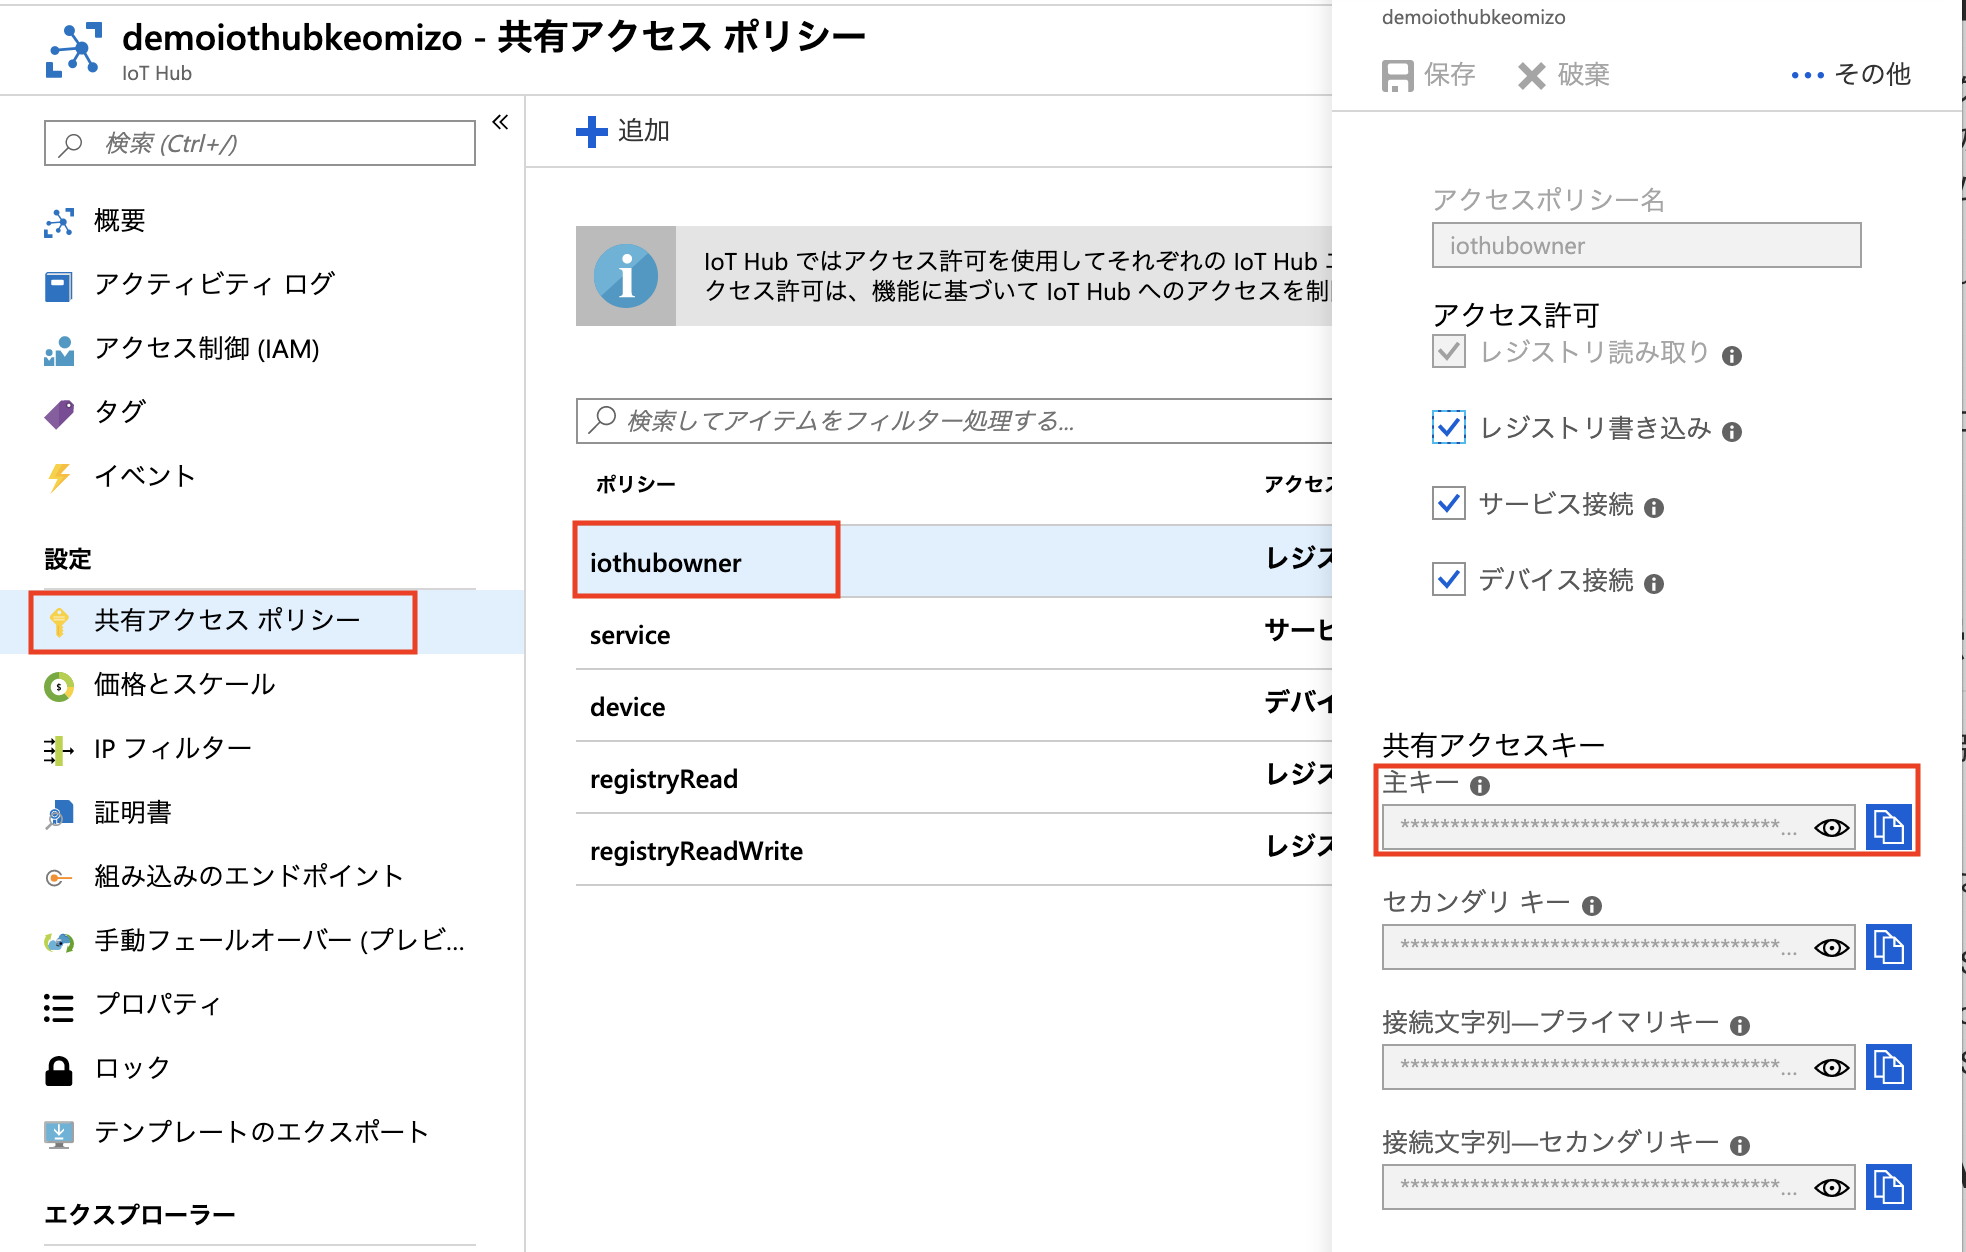 demoiothubkeomizo - 共有アクセス ポリシー
IoT Hub
検索 (Ctrl+/)
«
概要
アクティビティ ログ
アクセス制御 (IAM)
タグ
イベント
設定
共有アクセス ポリシー
価格とスケール
IP フィルター
証明書
組み込みのエンドポイント
手動フェールオーバー (プレビ...
プロパティ
ロック
テンプレートのエクスポート
エクスプローラー
追加
IoT Hub ではアクセス許可を使用してそれぞれの IoT Hub エ
クセス許可は、機能に基づいて IoT Hub へのアクセスを制
検索してアイテムをフィルター処理する...
ポリシー アクセス
iothubowner レジス
service サービ
device デバイ
registryRead レジス
registryReadWrite レジス
demoiothubkeomizo
保存 破棄 ••• その他
アクセスポリシー名
iothubowner
アクセス許可
レジストリ読み取り
レジストリ書き込み
サービス接続
デバイス接続
共有アクセスキー
主キー
**************************************...
セカンダリ キー
**************************************...
接続文字列—プライマリキー
**************************************...
接続文字列—セカンダリキー
**************************************...